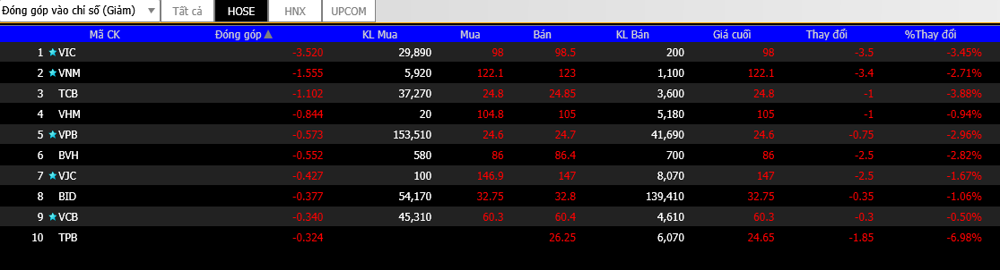 Đóng góp vào chỉ số (Giảm) Tất cả HOSE HNX UPCOM
Mã CK Đóng góp KL Mua Mua Bán KL Bán Giá cuối Thay đổi %Thay đổi
1 VIC -3.520 29,890 98 98.5 200 98 -3.5 -3.45%
2 VNM -1.555 5,920 122.1 123 1,100 122.1 -3.4 -2.71%
3 TCB -1.102 37,270 24.8 24.85 3,600 24.8 -1 -3.88%
4 VHM -0.844 20 104.8 105 5,180 105 -1 -0.94%
5 VPB -0.573 153,510 24.6 24.7 41,690 24.6 -0.75 -2.96%
6 BVH -0.552 580 86 86.4 700 86 -2.5 -2.82%
7 VJC -0.427 100 146.9 147 8,070 147 -2.5 -1.67%
8 BID -0.377 54,170 32.75 32.8 139,410 32.75 -0.35 -1.06%
9 VCB -0.340 45,310 60.3 60.4 4,610 60.3 -0.3 -0.50%
10 TPB -0.324 26.25 6,070 24.65 -1.85 -6.98%